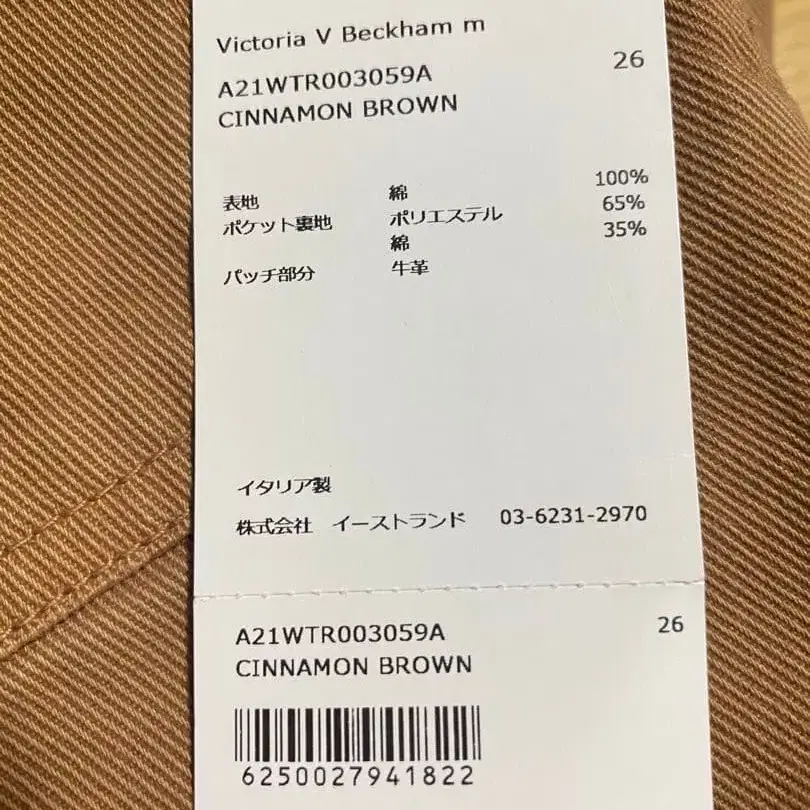 Victoria V Beckham m
A21WTR003059A 26
CINNAMON BROWN
表地 綿 100%
ポケット裏地 ポリエステル 65%
綿 35%
パッチ部分 牛革
イタリア製
株式会社 イーストランド 03-6231-2970
A21WTR003059A 26
CINNAMON BROWN
6250027941822